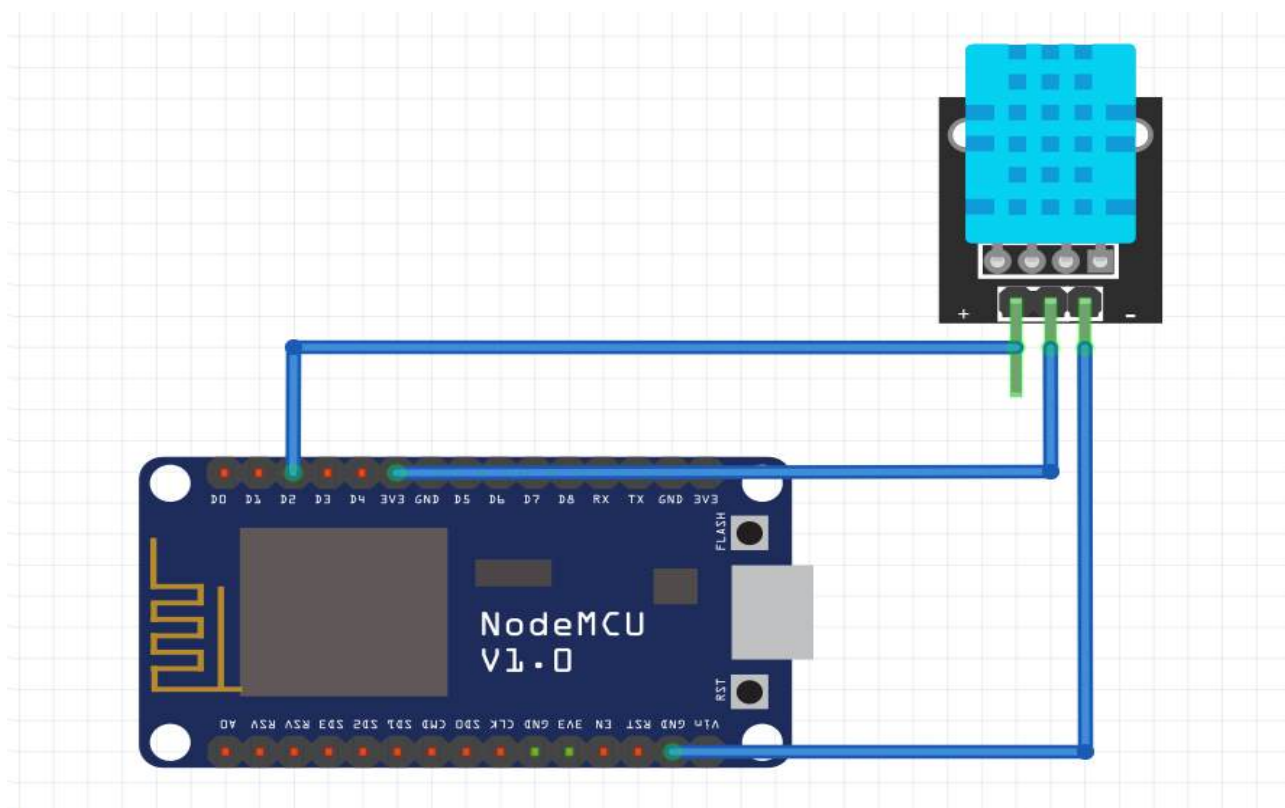 + -
D0 D1 D2 D3 D4 3V3 GND D5 D6 D7 D8 RX TX GND 3V3
FLASH
NodeMCU
V1.0
RST
A0 RSV RSV SD3 SD2 SD1 CMD SD0 CLK GND 3V3 EN RST GND Vin